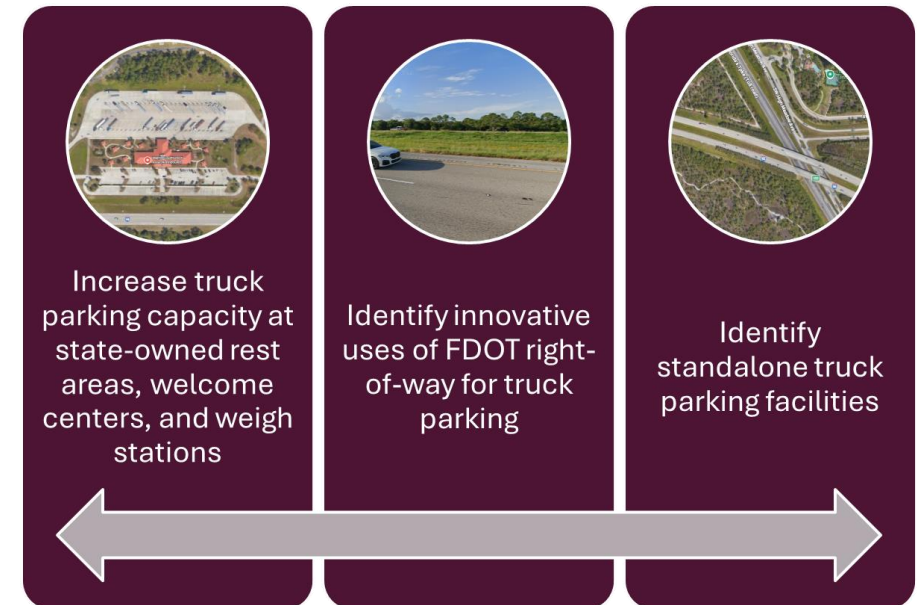 Increase truck
parking capacity at
state-owned rest
areas, welcome
centers, and weigh
stations
Identify innovative
uses of FDOT right-
of-way for truck
parking
Identify
standalone truck
parking facilities